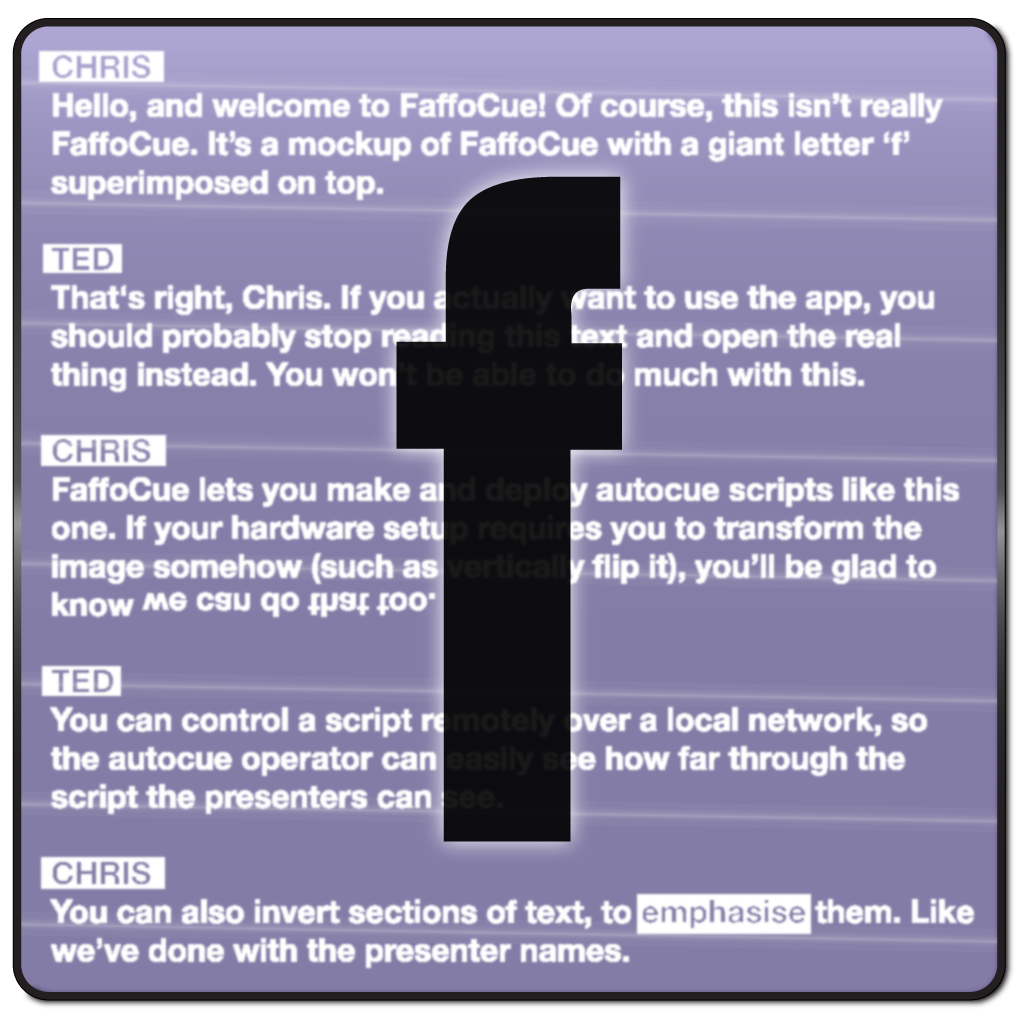 CHRIS
Hello, and welcome to FaffoCue! Of course, this isn't really
FaffoCue. It's a mockup of FaffoCue with a giant letter ‘f’
superimposed on top.
TED
That‘s right, Chris. If you actually want to use the app, you
should probably stop reading this text and open the real
thing instead. You won't be able to do much with this.
CHRIS
FaffoCue lets you make and deploy autocue scripts like this
one. If your hardware setup requires you to transform the
image somehow (such as vertically flip it), you'll be glad to
know we can do that too.
TED
You can control a script remotely over a local network, so
the autocue operator can easily see how far through the
script the presenters can see.
CHRIS
You can also invert sections of text, to emphasise them. Like
we've done with the presenter names.
f